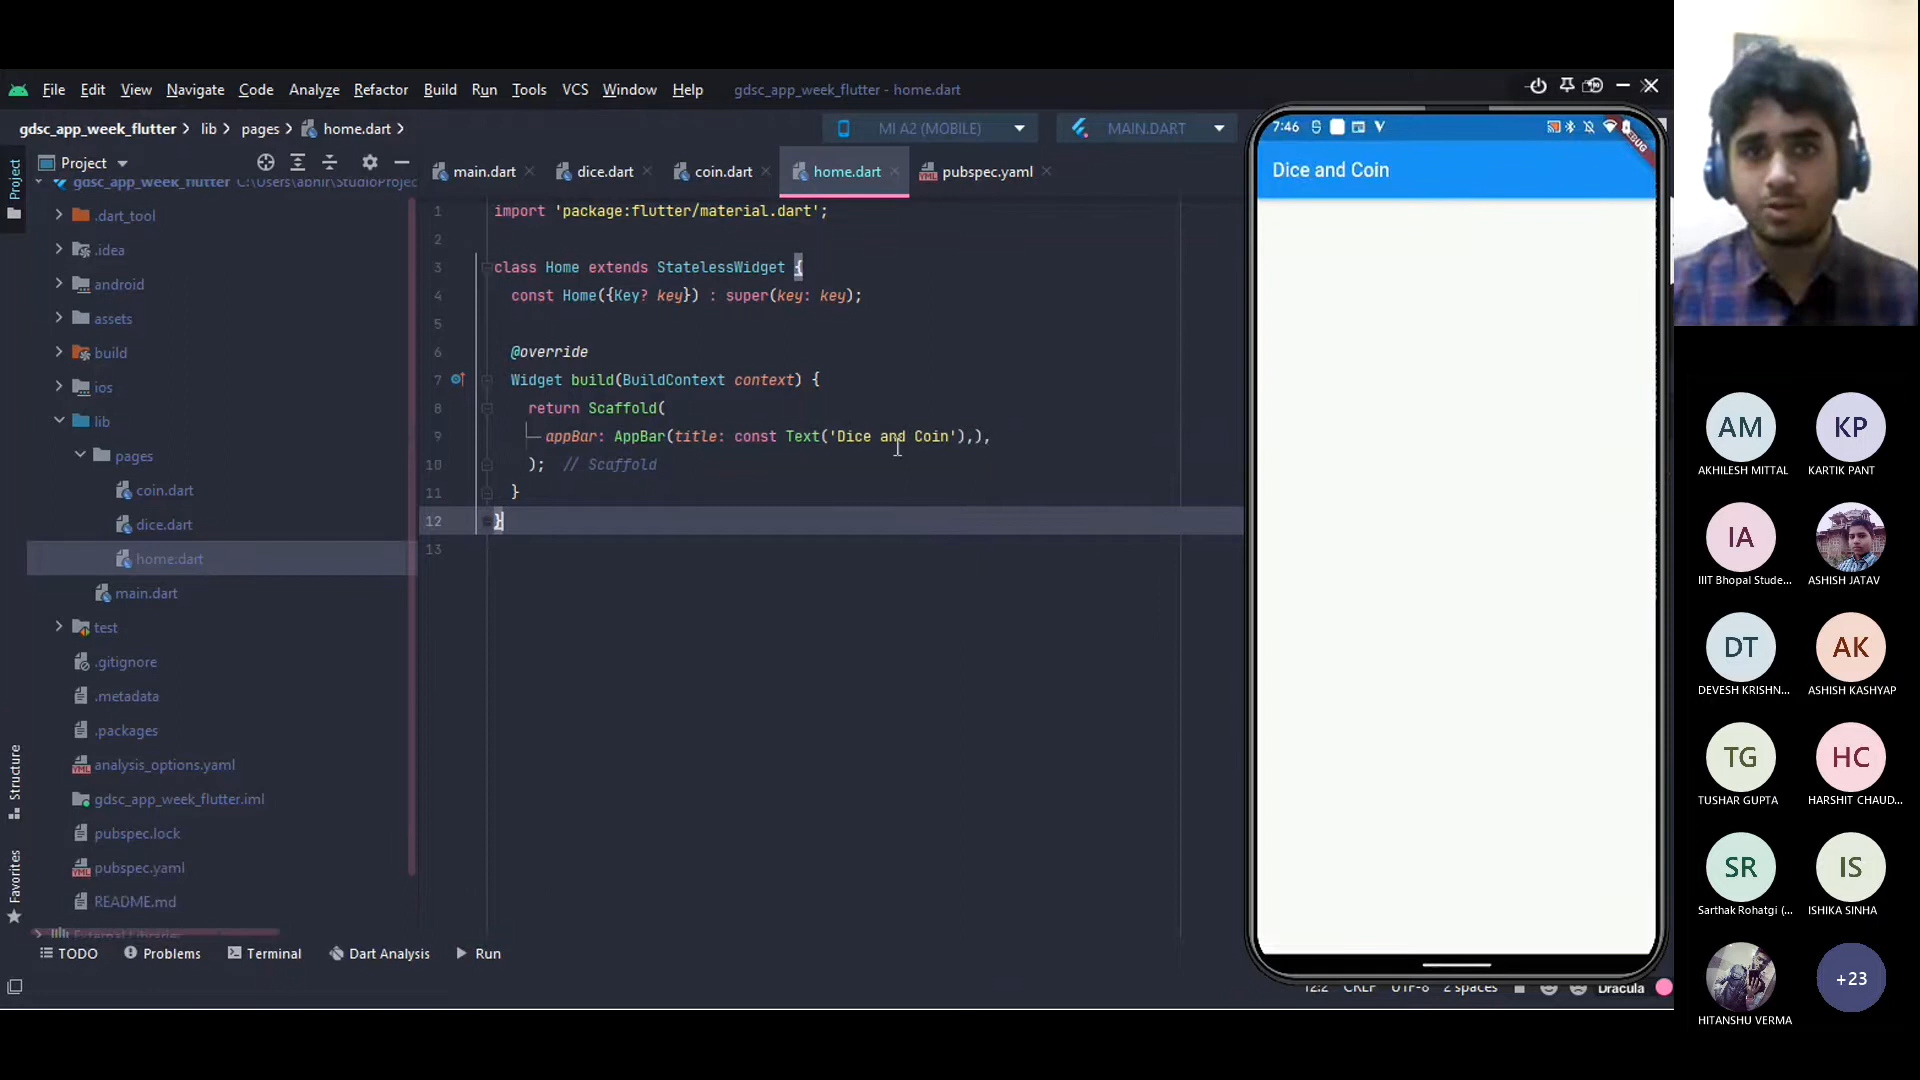 File Edit View Navigate Code Analyze Refactor Build Run Tools VCS Window Help gdsc_app_week_flutter - home.dart
gdsc_app_week_flutter > lib > pages > home.dart >
MI A2 (MOBILE)
MAIN.DART
Project
Project
Structure
Favorites
gdsc_app_week_flutter C:\Users\abhir\StudioProjec
.dart_tool
.idea
android
assets
build
ios
lib
pages
coin.dart
dice.dart
home.dart
main.dart
test
.gitignore
.metadata
.packages
analysis_options.yaml
gdsc_app_week_flutter.iml
pubspec.lock
pubspec.yaml
README.md
External Libraries
main.dart
dice.dart
coin.dart
home.dart
pubspec.yaml
1 import 'package:flutter/material.dart';
2
3 class Home extends StatelessWidget {
4 const Home({Key? key}) : super(key: key);
5
6 @override
7 Widget build(BuildContext context) {
8 return Scaffold(
9 appBar: AppBar(title: const Text('Dice and Coin'),),
10 ); // Scaffold
11 }
12 }
13
TODO Problems Terminal Dart Analysis Run
12:2 CRLF UTF-8 2 spaces Dracula
7:46
DEBUG
Dice and Coin
AM
AKHILESH MITTAL
KP
KARTIK PANT
IA
IIIT Bhopal Stude...
ASHISH JATAV
DT
DEVESH KRISHN...
AK
ASHISH KASHYAP
TG
TUSHAR GUPTA
HC
HARSHIT CHAUD...
SR
Sarthak Rohatgi (...
IS
ISHIKA SINHA
HITANSHU VERMA
+23